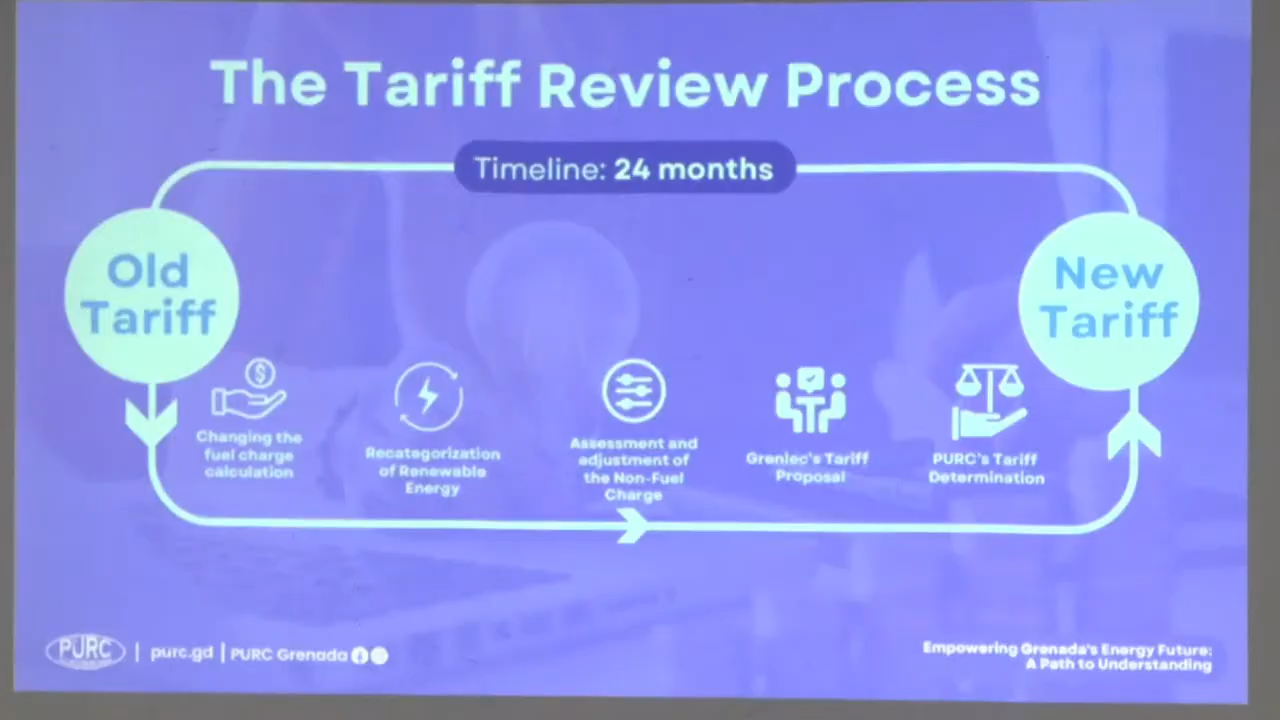 The Tariff Review Process
Timeline: 24 months
Old
Tariff
New
Tariff
Changing the
fuel charge
calculation
Recategorization
of Renewable
Energy
Assessment and
adjustment of
the Non-Fuel
Charge
Grenlec's Tariff
Proposal
PURC's Tariff
Determination
PURC | purc.gd | PURC Grenada
Empowering Grenada's Energy Future:
A Path to Understanding